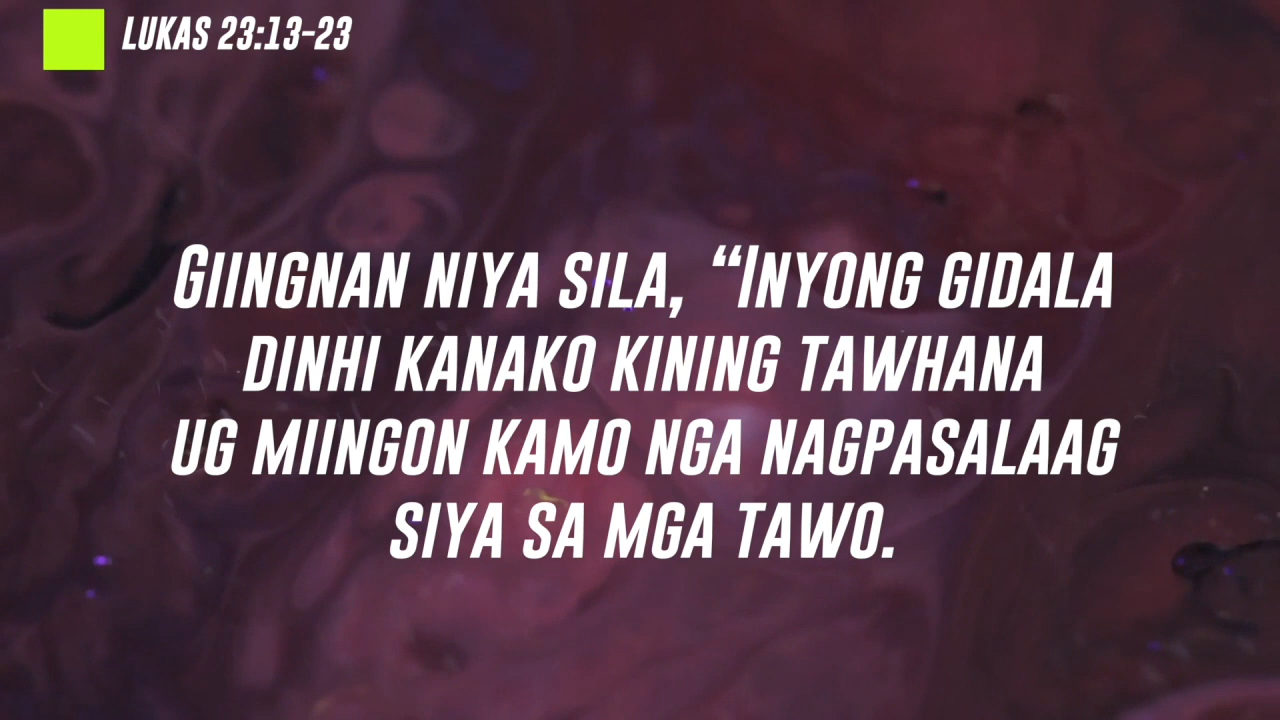 LUKAS 23:13-23
GIINGNAN NIYA SILA, “INYONG GIDALA
DINHI KANAKO KINING TAWHANA
UG MIINGON KAMO NGA NAGPASALAAG
SIYA SA MGA TAWO.